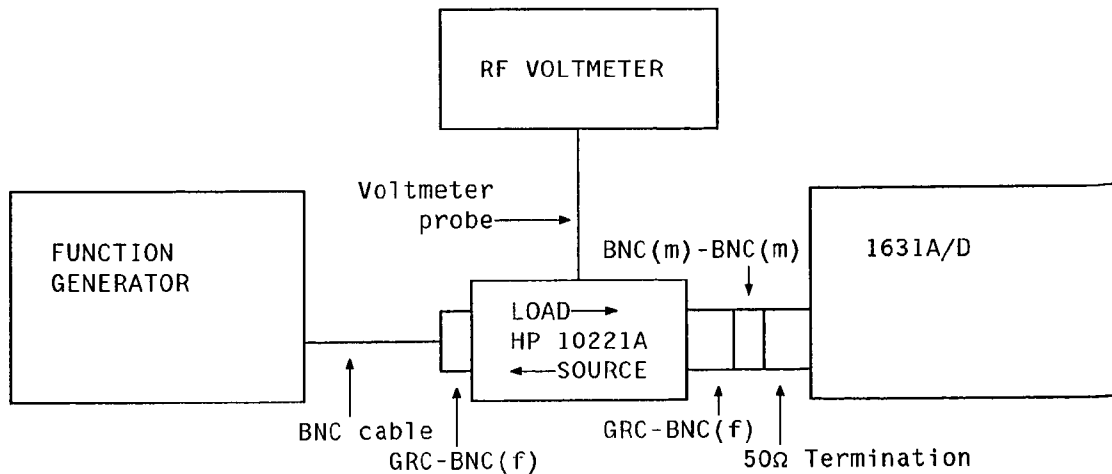 RF VOLTMETER
Voltmeter
probe
FUNCTION
GENERATOR
BNC(m)-BNC(m)
1631A/D
LOAD
HP 10221A
SOURCE
BNC cable
GRC-BNC(f)
GRC-BNC(f)
50Ω Termination